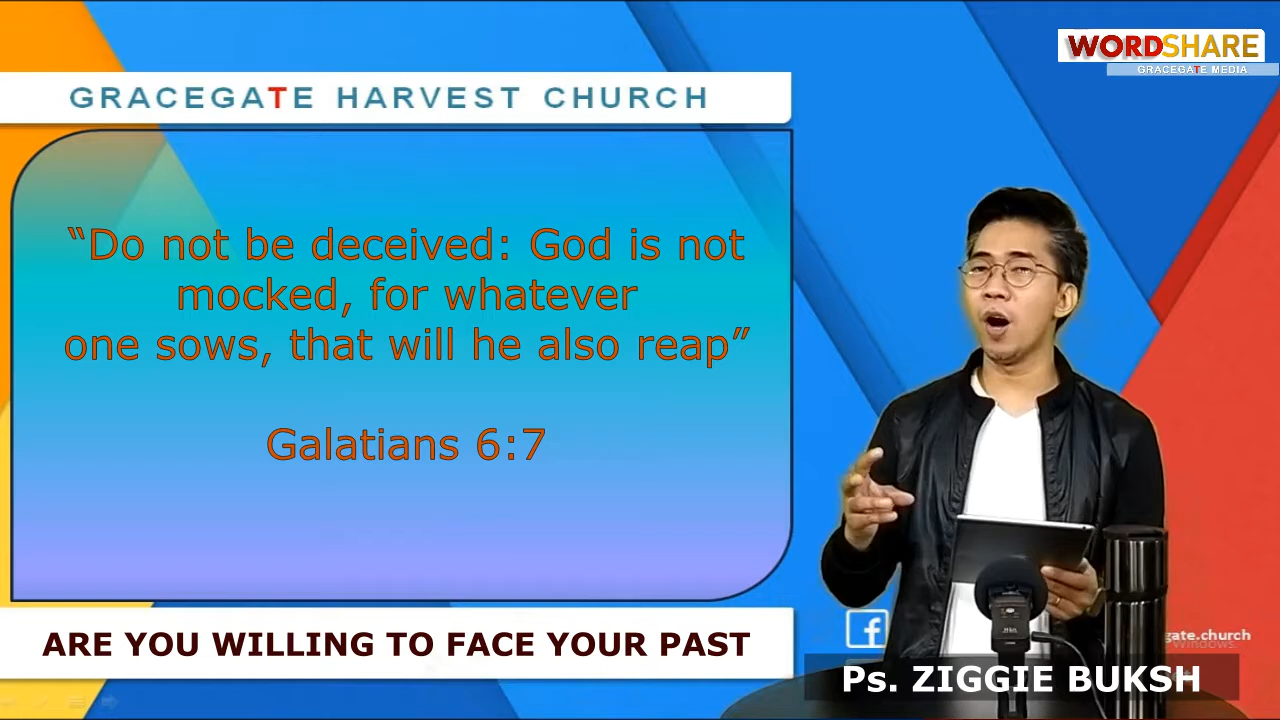 WORDSHARE
GRACEGATE MEDIA
GRACEGATE HARVEST CHURCH
“Do not be deceived: God is not
mocked, for whatever
one sows, that will he also reap”
Galatians 6:7
ARE YOU WILLING TO FACE YOUR PAST
f
gate.church
Windows.
Ps. ZIGGIE BUKSH